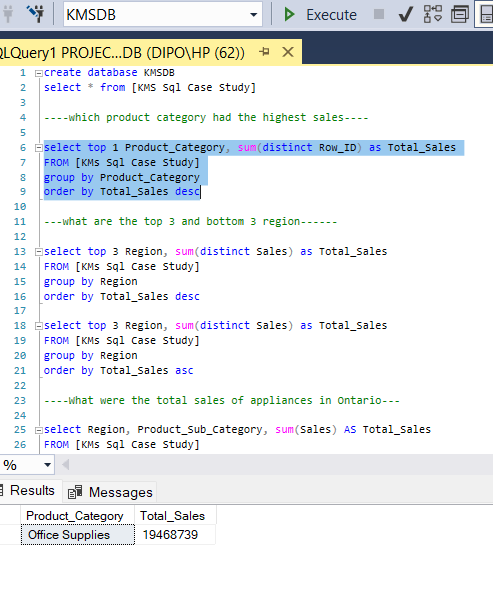 KMSDB
Execute
QLQuery1 PROJEC...DB (DIPO\HP (62))
1 create database KMSDB
2 select * from [KMS Sql Case Study]
3
4 ----which product category had the highest sales----
5
6 select top 1 Product_Category, sum(distinct Row_ID) as Total_Sales
7 FROM [KMs Sql Case Study]
8 group by Product_Category
9 order by Total_Sales desc
10
11 ---what are the top 3 and bottom 3 region------
12
13 select top 3 Region, sum(distinct Sales) as Total_Sales
14 FROM [KMs Sql Case Study]
15 group by Region
16 order by Total_Sales desc
17
18 select top 3 Region, sum(distinct Sales) as Total_Sales
19 FROM [KMs Sql Case Study]
20 group by Region
21 order by Total_Sales asc
22
23 ----What were the total sales of appliances in Ontario---
24
25 select Region, Product_Sub_Category, sum(Sales) AS Total_Sales
26 FROM [KMs Sql Case Study]
%
Results Messages
Product_Category Total_Sales
Office Supplies 19468739